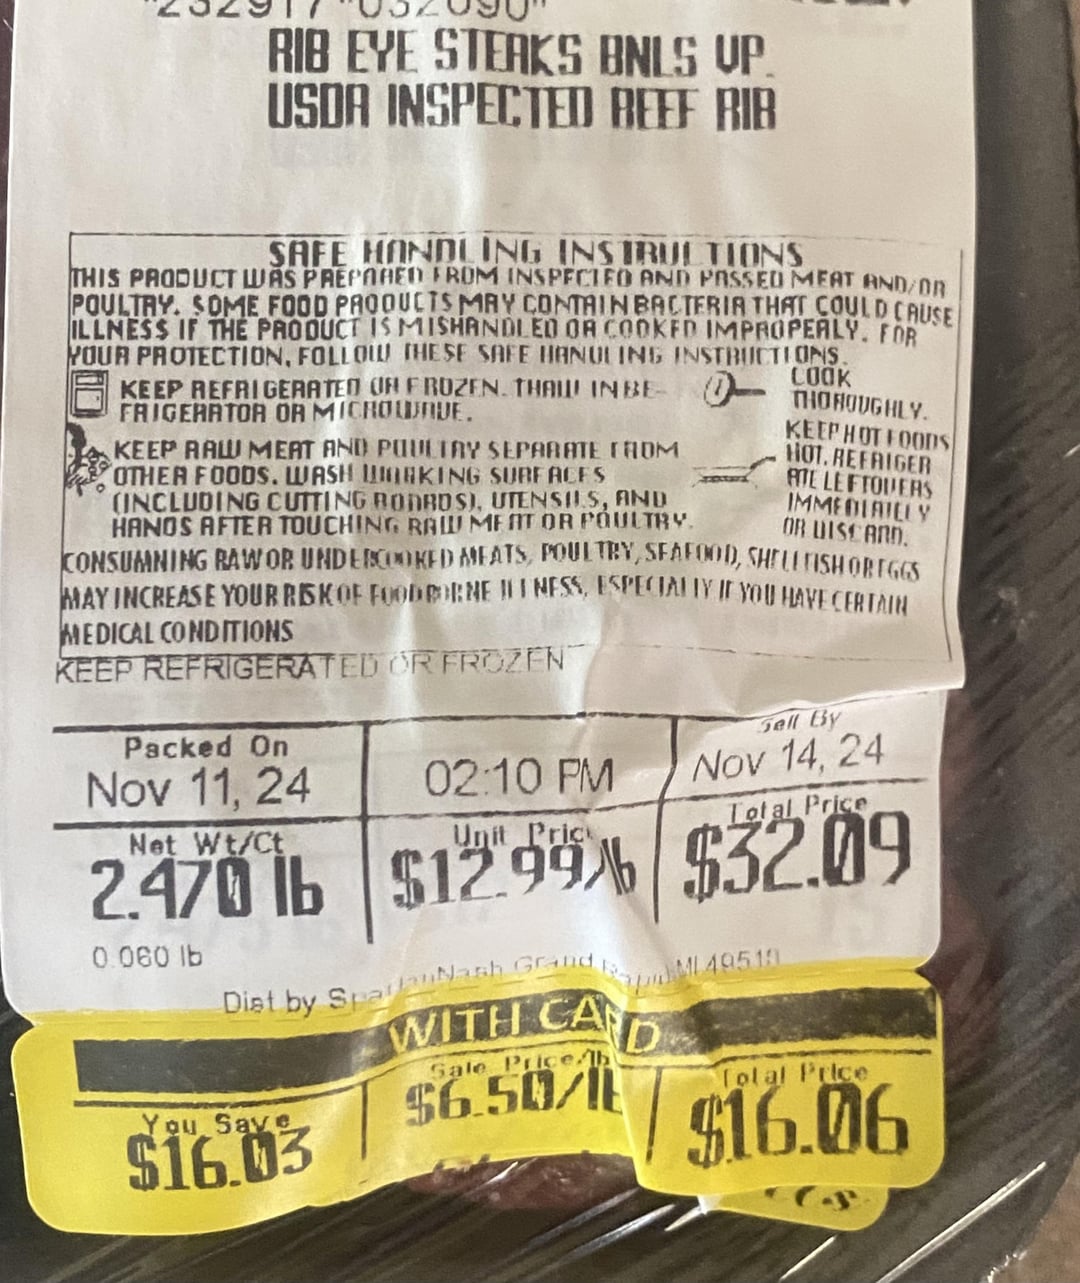 "232917 "032090"
RIB EYE STEAKS BNLS VP
USDA INSPECTED BEEF RIB
SAFE HANDLING INSTRUCTIONS
THIS PRODUCT WAS PREPARED FROM INSPECTED AND PASSED MEAT AND/OR
POULTRY. SOME FOOD PRODUCTS MAY CONTAIN BACTERIA THAT COULD CAUSE
ILLNESS IF THE PRODUCT IS MISHANDLED OR COOKED IMPROPERLY. FOR
YOUR PROTECTION, FOLLOW THESE SAFE HANDLING INSTRUCTIONS.
KEEP REFRIGERATED OR FROZEN. THAW IN RE-
FRIGERATOR OR MICROWAVE.
COOK
THOROUGHLY.
KEEP RAW MEAT AND POULTRY SEPARATE FROM
OTHER FOODS. WASH WORKING SURFACES
(INCLUDING CUTTING BOARDS), UTENSILS, AND
HANDS AFTER TOUCHING RAW MEAT OR POULTRY.
KEEP HOT FOODS
HOT. REFRIGER
ATE LEFTOVERS
IMMEDIATELY
OR DISCARD.
CONSUMNING RAW OR UNDERCOOKED MEATS, POULTRY, SEAFOOD, SHELLFISH OR EGGS
MAY INCREASE YOUR RISK OF FOODBORNE ILLNESS, ESPECIALLY IF YOU HAVE CERTAIN
MEDICAL CONDITIONS
KEEP REFRIGERATED OR FROZEN
Packed On
Nov 11, 24
02:10 PM
Sell By
Nov 14, 24
Net Wt/Ct
2.470 lb
Unit Price
$12.99/lb
Total Price
$32.09
0.060 lb
Dist by SpartanNash Grand Rapids MI 49518
WITH CARD
You Save
$16.03
Sale Price/lb
$6.50/lb
Total Price
$16.06